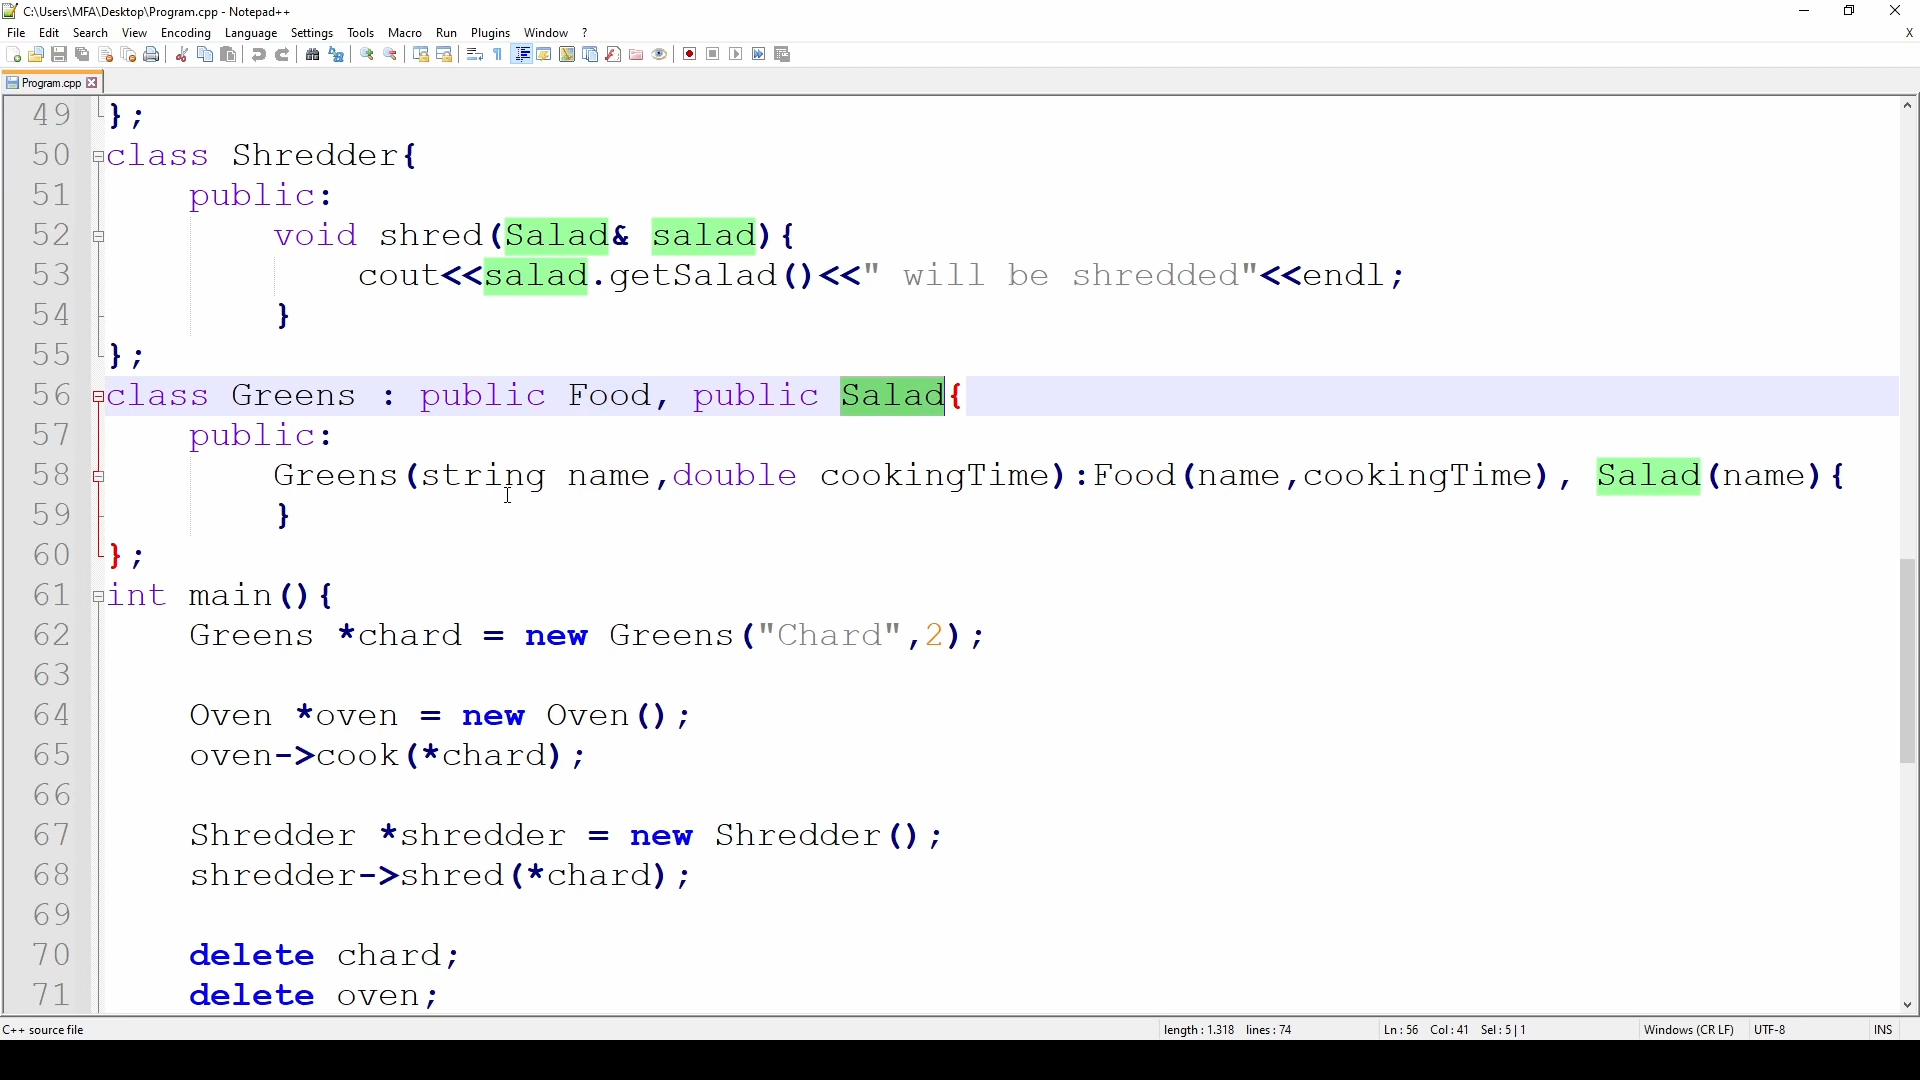 C:\Users\MFA\Desktop\Program.cpp - Notepad++
File Edit Search View Encoding Language Settings Tools Macro Run Plugins Window ? X
Program.cpp
49 };
50 class Shredder{
51 public:
52 void shred(Salad& salad){
53 cout<<salad.getSalad()<<" will be shredded"<<endl;
54 }
55 };
56 class Greens : public Food, public Salad{
57 public:
58 Greens(string name,double cookingTime):Food(name,cookingTime), Salad(name){
59 }
60 };
61 int main(){
62 Greens *chard = new Greens("Chard",2);
63
64 Oven *oven = new Oven();
65 oven->cook(*chard);
66
67 Shredder *shredder = new Shredder();
68 shredder->shred(*chard);
69
70 delete chard;
71 delete oven;
C++ source file length : 1.318 lines : 74 Ln : 56 Col : 41 Sel : 5 | 1 Windows (CR LF) UTF-8 INS